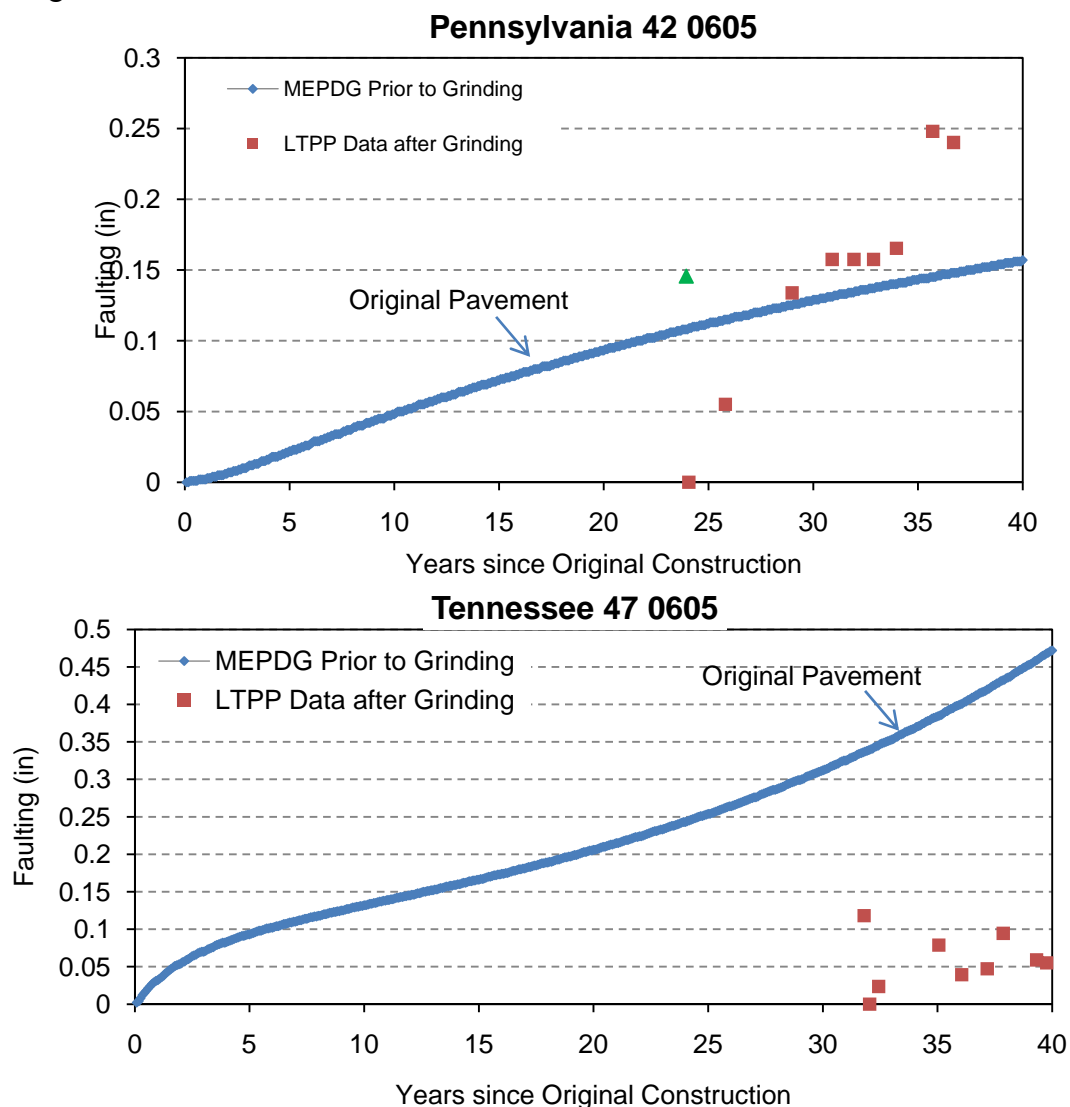 Pennsylvania 42 0605
0.3
MEPDG Prior to Grinding
0.25
LTPP Data after Grinding
0.2
0.15
Original Pavement
0.1
0.05
0
Faulting (in)
0 5 10 15 20 25 30 35 40
Years since Original Construction
Tennessee 47 0605
0.5
0.45
MEPDG Prior to Grinding
Original Pavement
0.4
LTPP Data after Grinding
0.35
0.3
0.25
0.2
0.15
0.1
0.05
0
Faulting (in)
0 5 10 15 20 25 30 35 40
Years since Original Construction